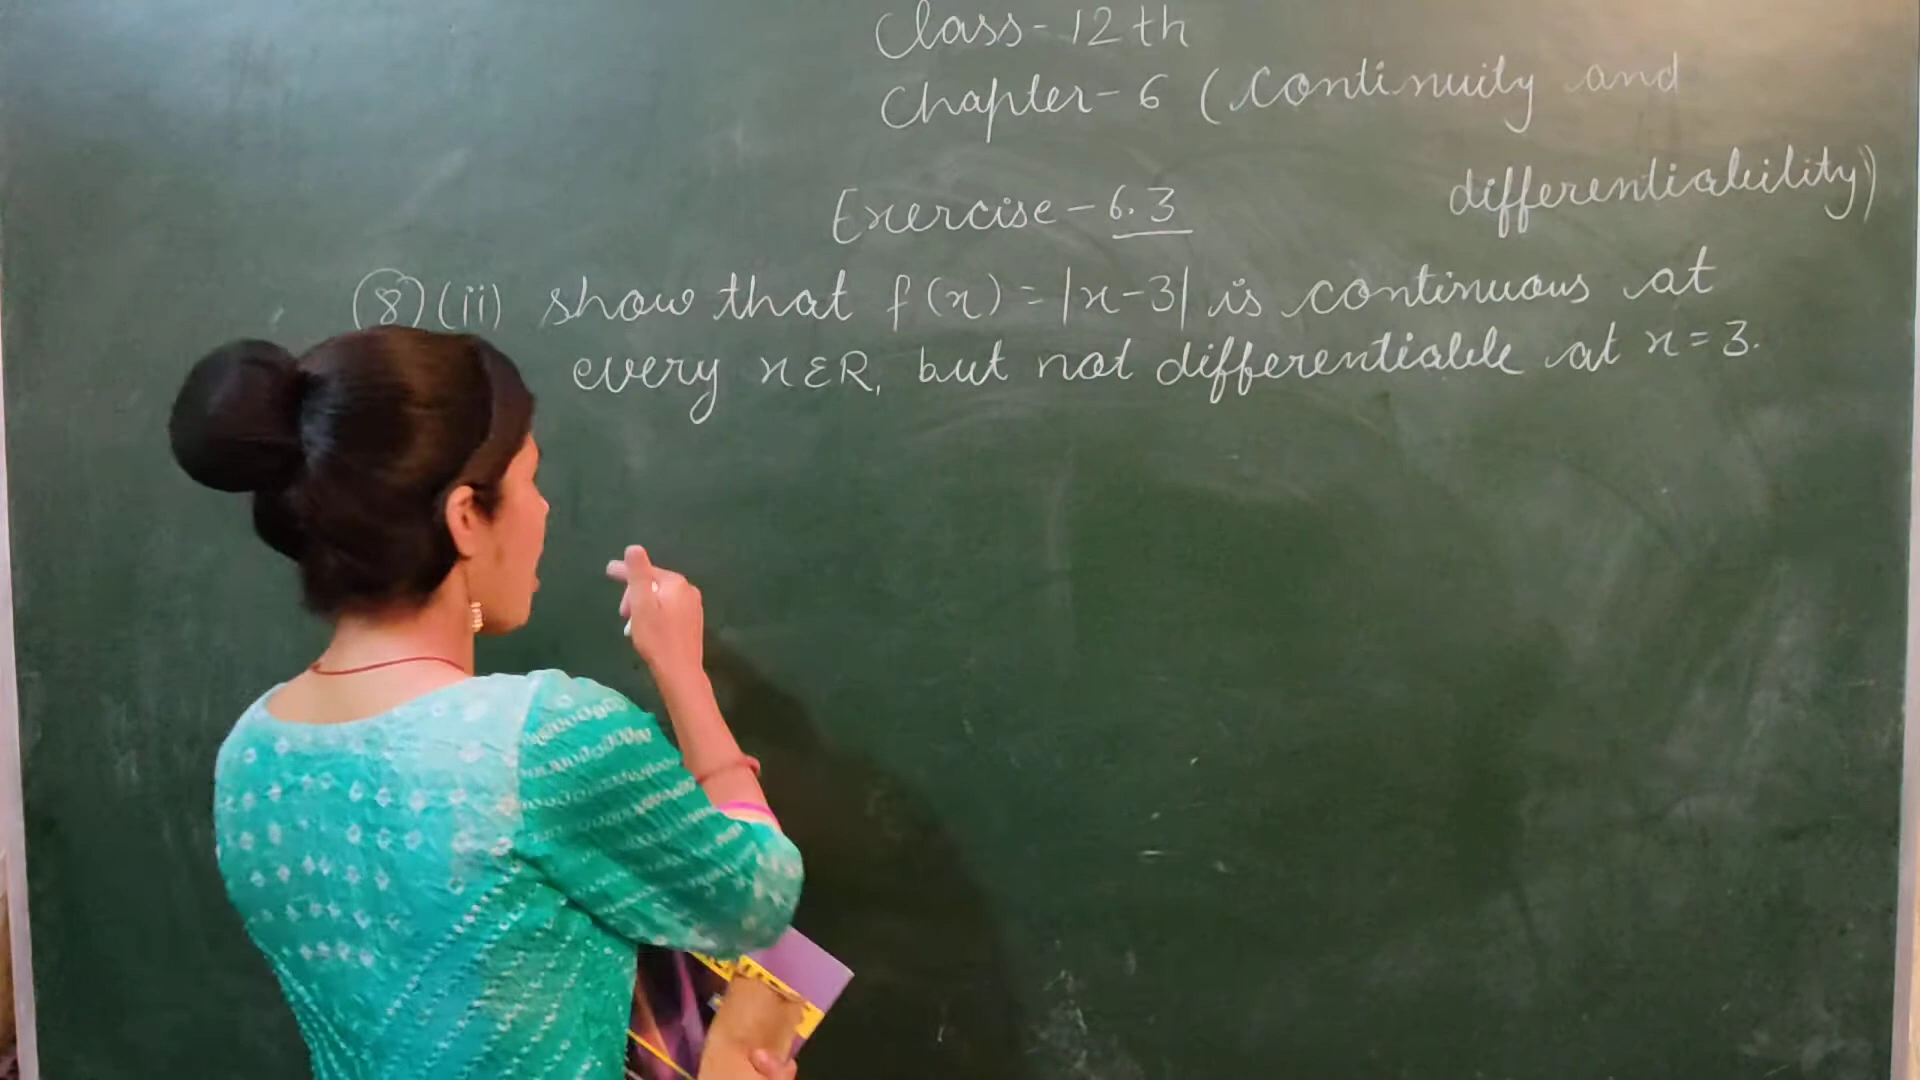 Class-12th
Chapter-6 (Continuity and
differentiability)
Exercise-6.3
(8)(ii) show that f(x)=|x-3| is continuous at
every x ε R, but not differentiable at x=3.